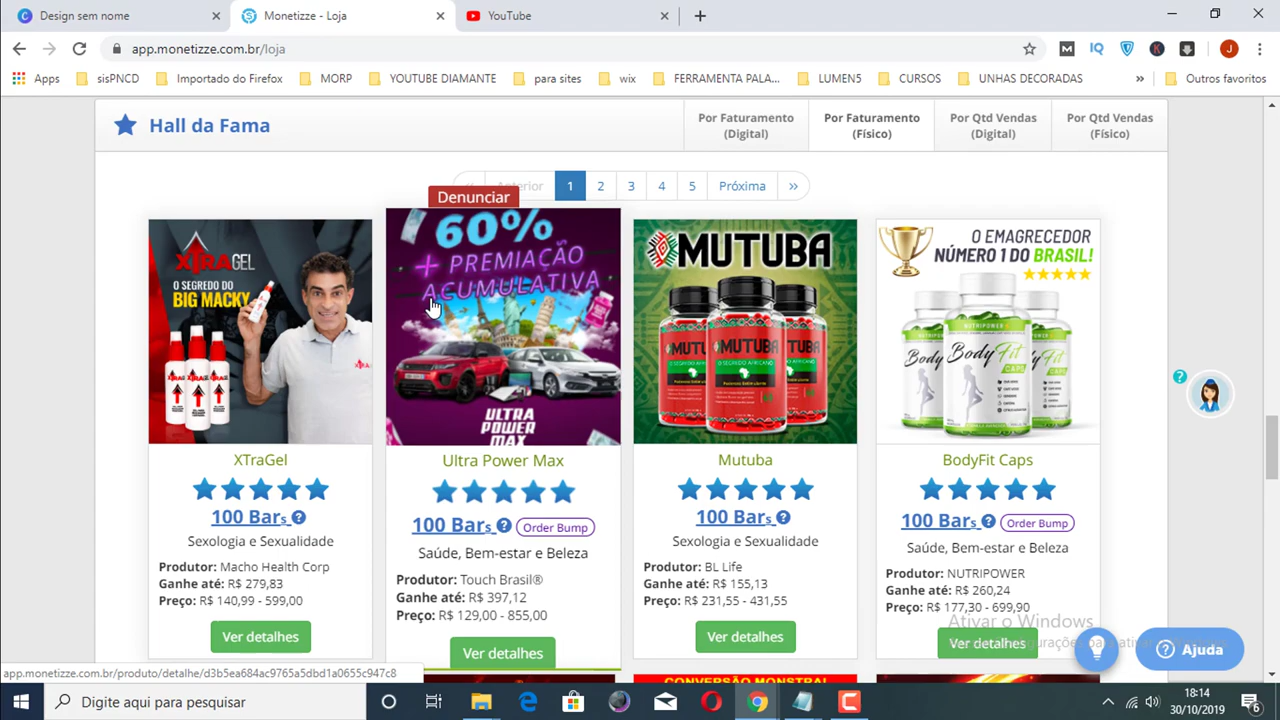 Design sem nome
Monetizze - Loja
YouTube
app.monetizze.com.br/loja
Apps
sisPNCD
Importado do Firefox
MORP
YOUTUBE DIAMANTE
para sites
wix
FERRAMENTA PALA...
LUMEN5
CURSOS
UNHAS DECORADAS
Outros favoritos
Hall da Fama
Por Faturamento
(Digital)
Por Faturamento
(Físico)
Por Qtd Vendas
(Digital)
Por Qtd Vendas
(Físico)
« Anterior 1 2 3 4 5 Próxima »
Denunciar
XTRAGEL
O SEGREDO DO
BIG MACKY
60%
+ PREMIAÇÃO
ACUMULATIVA
ULTRA
POWER
MAX
MUTUBA
MUTUBA
O EMAGRECEDOR
NÚMERO 1 DO BRASIL!
NUTRIPOWER
BodyFit
CAPS
XTraGel
100 Bars
Sexologia e Sexualidade
Produtor: Macho Health Corp
Ganhe até: R$ 279,83
Preço: R$ 140,99 - 599,00
Ver detalhes
Ultra Power Max
100 Bars Order Bump
Saúde, Bem-estar e Beleza
Produtor: Touch Brasil®
Ganhe até: R$ 397,12
Preço: R$ 129,00 - 855,00
Ver detalhes
Mutuba
100 Bars
Sexologia e Sexualidade
Produtor: BL Life
Ganhe até: R$ 155,13
Preço: R$ 231,55 - 431,55
Ver detalhes
BodyFit Caps
100 Bars Order Bump
Saúde, Bem-estar e Beleza
Produtor: NUTRIPOWER
Ganhe até: R$ 260,24
Preço: R$ 177,30 - 699,90
Ver detalhes
Ativar o Windows
Ajuda
CONVERSÃO MONSTRA!
app.monetizze.com.br/produto/detalhe/d3b5ea684ac9765a5dbd1a0655c947c8
Digite aqui para pesquisar
18:14
30/10/2019
6